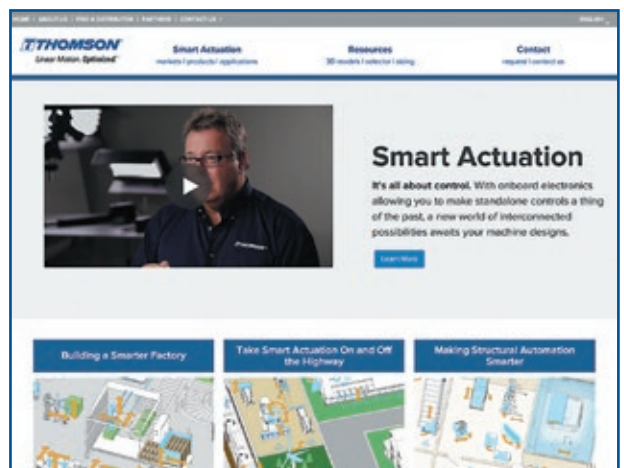 HOME | ABOUT US | FIND A DISTRIBUTOR | PARTNERS | CONTACT US
ENGLISH
THOMSON
Linear Motion. Optimized™
Smart Actuation
markets | products | applications
Resources
3D models | selector | sizing
Contact
request | contact us
Smart Actuation
It's all about control. With onboard electronics
allowing you to make standalone controls a thing
of the past, a new world of interconnected
possibilities awaits your machine designs.
Learn More
Building a Smarter Factory
Take Smart Actuation On and Off
the Highway
Making Structural Automation
Smarter